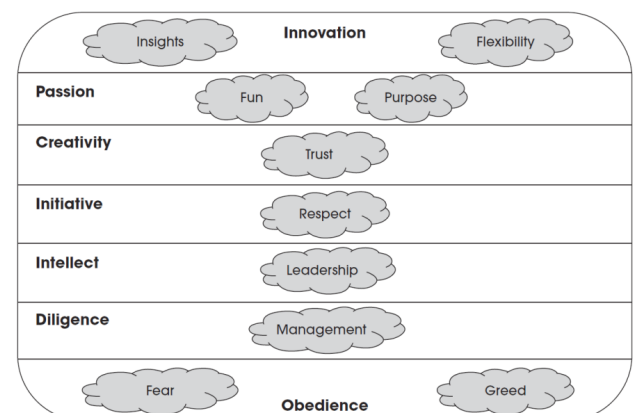 Innovation
Insights
Flexibility
Passion
Fun
Purpose
Creativity
Trust
Initiative
Respect
Intellect
Leadership
Diligence
Management
Fear
Greed
Obedience